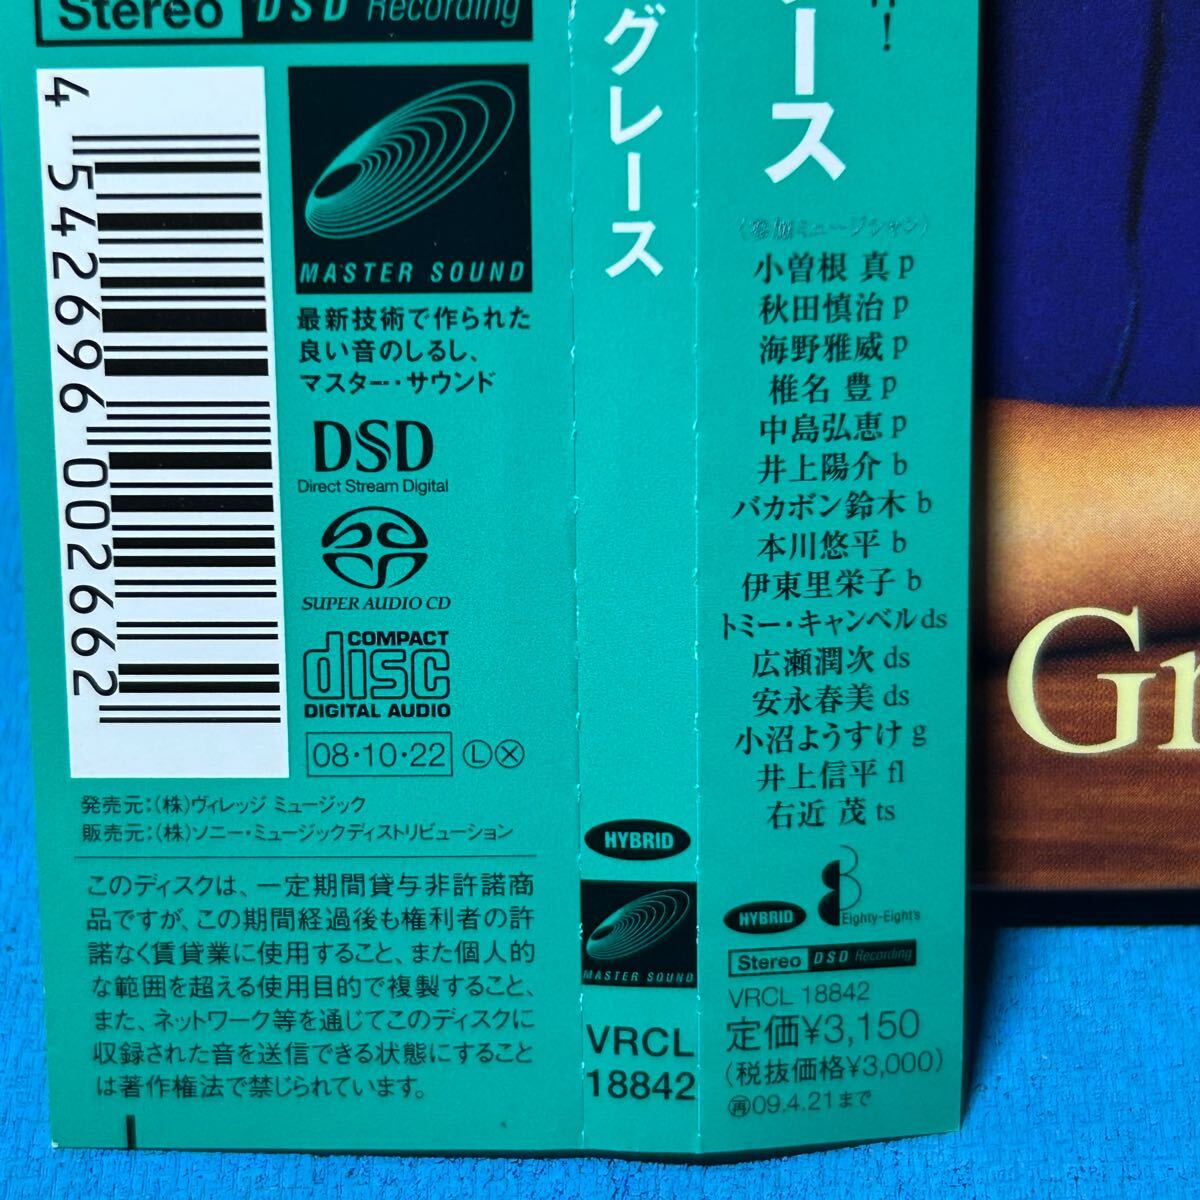 Stereo DSD Recording
4 542696 002662
MASTER SOUND
最新技術で作られた
良い音のしるし、
マスター・サウンド
DSD
Direct Stream Digital
SUPER AUDIO CD
COMPACT
disc
DIGITAL AUDIO
08・10・22 Ⓛ Ⓧ
発売元:(株)ヴィレッジ ミュージック
販売元:(株)ソニー・ミュージックディストリビューション
このディスクは、一定期間貸与非許諾商
品ですが、この期間経過後も権利者の許
諾なく賃貸業に使用すること、また個人的
な範囲を超える使用目的で複製すること、
また、ネットワーク等を通じてこのディスクに
収録された音を送信できる状態にすること
は著作権法で禁じられています。
グレース
HYBRID
MASTER SOUND
VRCL
18842
!
ース
〈参加ミュージシャン〉
小曽根 真 p
秋田慎治 p
海野雅威 p
椎名 豊 p
中島弘恵 p
井上陽介 b
バカボン鈴木 b
本川悠平 b
伊東里栄子 b
トミー・キャンベル ds
広瀬潤次 ds
安永春美 ds
小沼ようすけ g
井上信平 fl
右近 茂 ts
HYBRID
Eighty-Eight's
Stereo DSD Recording
VRCL 18842
定価¥3,150
(税抜価格¥3,000)
㊢09.4.21まで
Gr